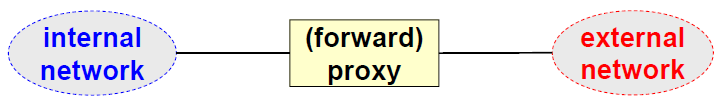 internal
network
(forward)
proxy
external
network